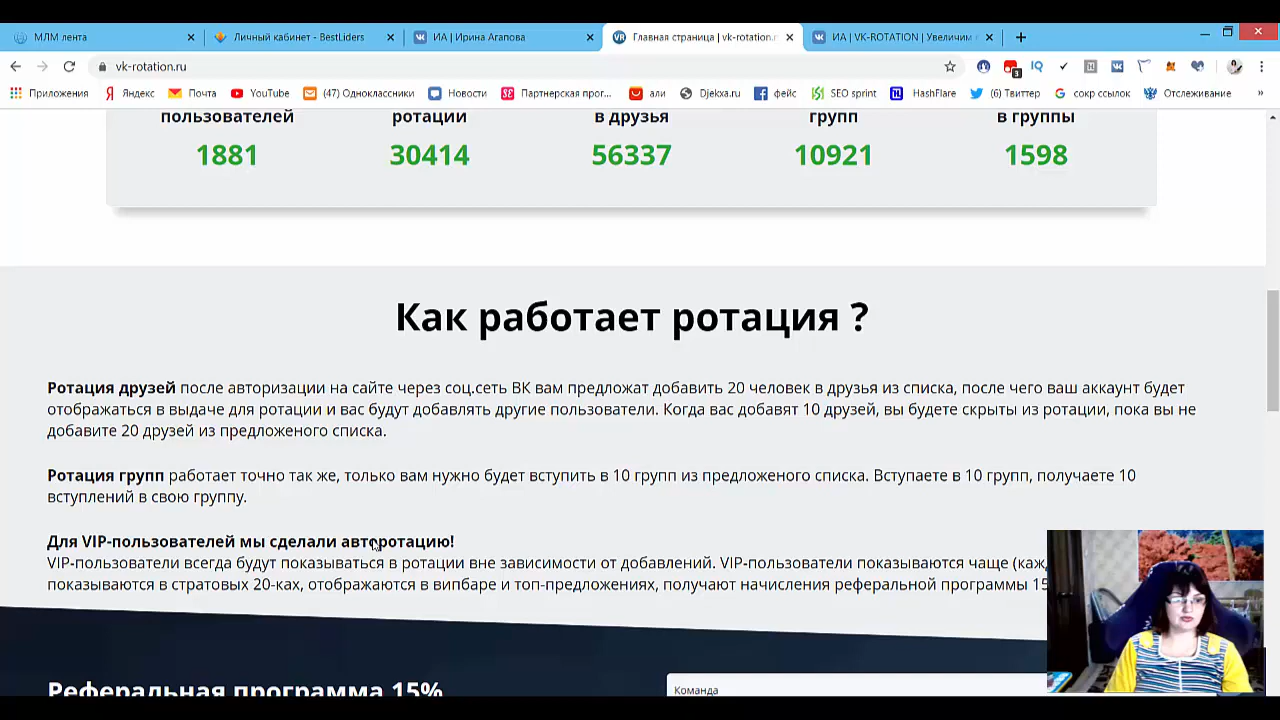 МЛМ лента
Личный кабинет - BestLiders
ИА | Ирина Агапова
Главная страница | vk-rotation.r
ИА | VK-ROTATION | Увеличим
vk-rotation.ru
3
Приложения
Яндекс
Почта
YouTube
(47) Одноклассники
Новости
Партнерская прог...
али
Djekxa.ru
фейс
SEO sprint
HashFlare
(6) Твиттер
сокр ссылок
Отслеживание
пользователей ротации в друзья групп в группы
1881 30414 56337 10921 1598
Как работает ротация ?
Ротация друзей после авторизации на сайте через соц.сеть ВК вам предложат добавить 20 человек в друзья из списка, после чего ваш аккаунт будет
отображаться в выдаче для ротации и вас будут добавлять другие пользователи. Когда вас добавят 10 друзей, вы будете скрыты из ротации, пока вы не
добавите 20 друзей из предложеного списка.
Ротация групп работает точно так же, только вам нужно будет вступить в 10 групп из предложеного списка. Вступаете в 10 групп, получаете 10
вступлений в свою группу.
Для VIP-пользователей мы сделали авторотацию!
VIP-пользователи всегда будут показываться в ротации вне зависимости от добавлений. VIP-пользователи показываются чаще (кажд
показываются в стратовых 20-ках, отображаются в випбаре и топ-предложениях, получают начисления реферальной программы 15
Реферальная программа 15%
Команда